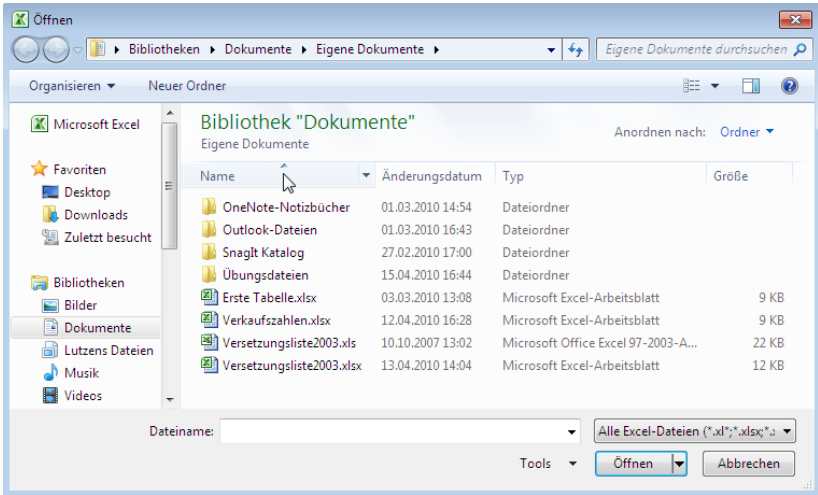 Öffnen
Bibliotheken Dokumente Eigene Dokumente Eigene Dokumente durchsuchen
Organisieren Neuer Ordner
Microsoft Excel
Favoriten
Desktop
Downloads
Zuletzt besucht
Bibliotheken
Bilder
Dokumente
Lutzens Dateien
Musik
Videos
Bibliothek "Dokumente"
Eigene Dokumente
Anordnen nach: Ordner
Name Änderungsdatum Typ Größe
OneNote-Notizbücher 01.03.2010 14:54 Dateiordner
Outlook-Dateien 01.03.2010 16:43 Dateiordner
SnagIt Katalog 27.02.2010 17:00 Dateiordner
Übungsdateien 15.04.2010 16:44 Dateiordner
Erste Tabelle.xlsx 03.03.2010 13:08 Microsoft Excel-Arbeitsblatt 9 KB
Verkaufszahlen.xlsx 12.04.2010 16:28 Microsoft Excel-Arbeitsblatt 9 KB
Versetzungsliste2003.xls 10.10.2007 13:02 Microsoft Office Excel 97-2003-A... 22 KB
Versetzungsliste2003.xlsx 13.04.2010 14:04 Microsoft Excel-Arbeitsblatt 12 KB
Dateiname: Alle Excel-Dateien (*.xl*;*.xlsx;*.
Tools Öffnen Abbrechen